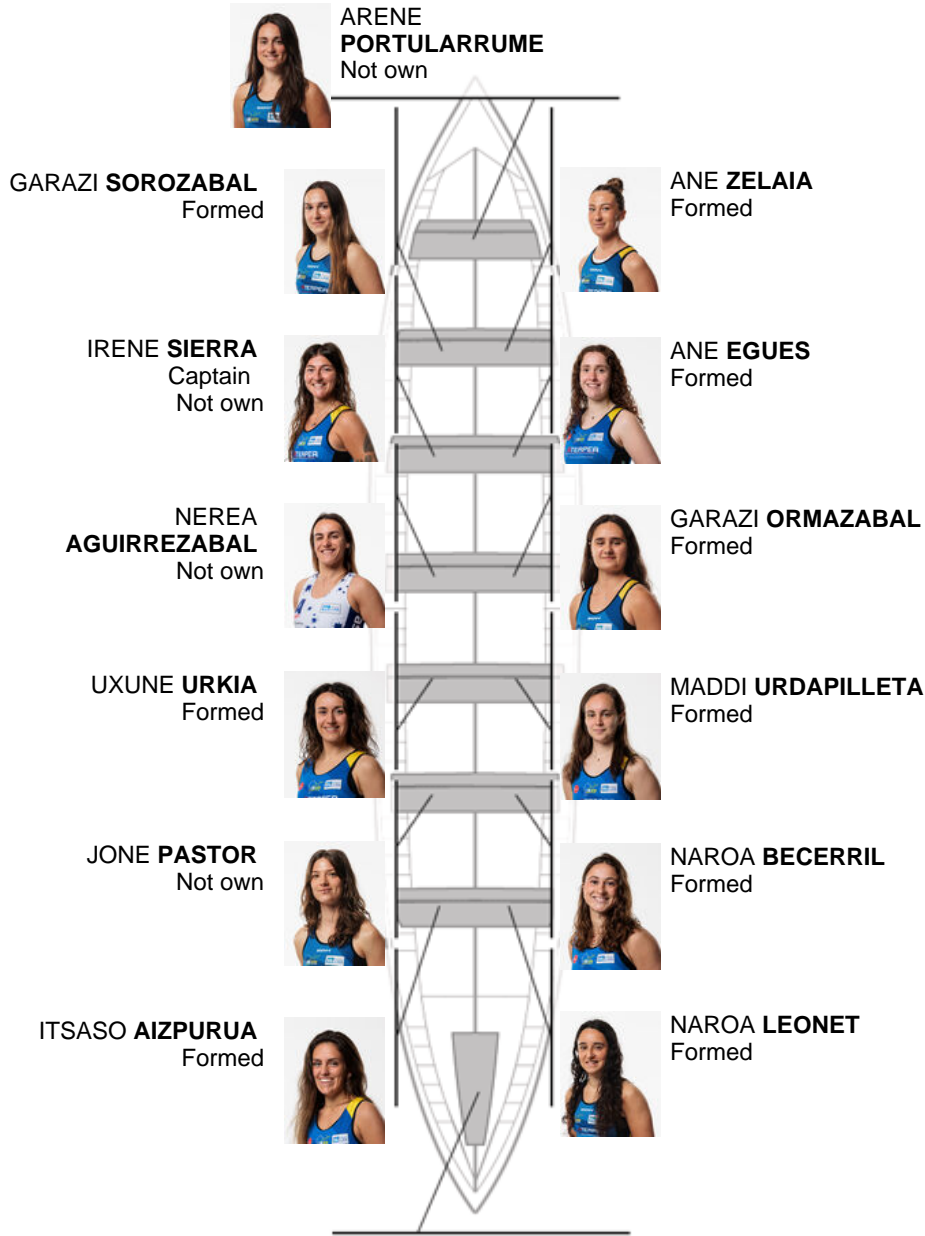 ARENE
PORTULARRUME
Not own
GARAZI SOROZABAL
Formed
ANE ZELAIA
Formed
IRENE SIERRA
Captain
Not own
ANE EGUES
Formed
NEREA
AGUIRREZABAL
Not own
GARAZI ORMAZABAL
Formed
UXUNE URKIA
Formed
MADDI URDAPILLETA
Formed
JONE PASTOR
Not own
NAROA BECERRIL
Formed
ITSASO AIZPURUA
Formed
NAROA LEONET
Formed